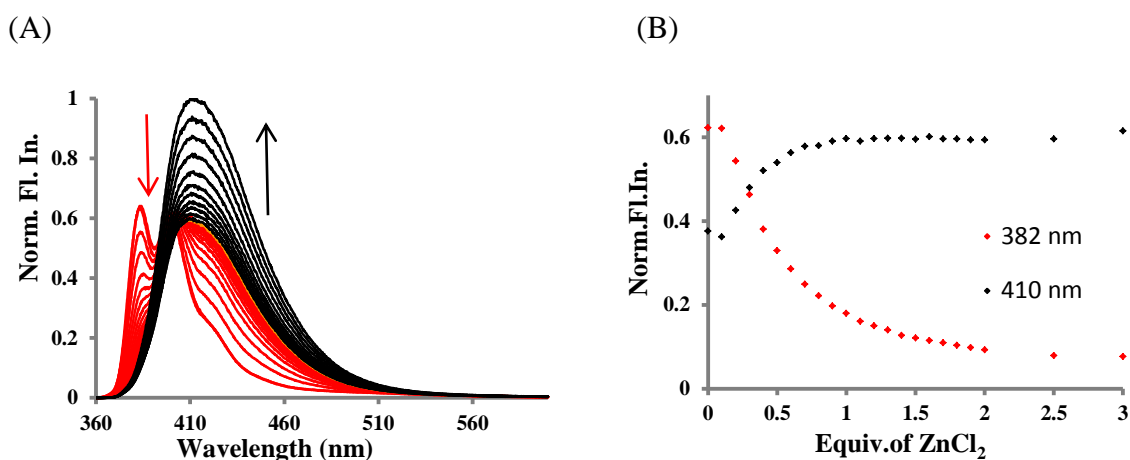 (A)
Norm. Fl. In.
1
0.8
0.6
0.4
0.2
0
360
410
460
510
560
Wavelength (nm)
(B)
Norm.Fl.In.
0.6
0.4
0.2
0
0
0.5
1
1.5
2
2.5
3
382 nm
410 nm
Equiv.of ZnCl₂